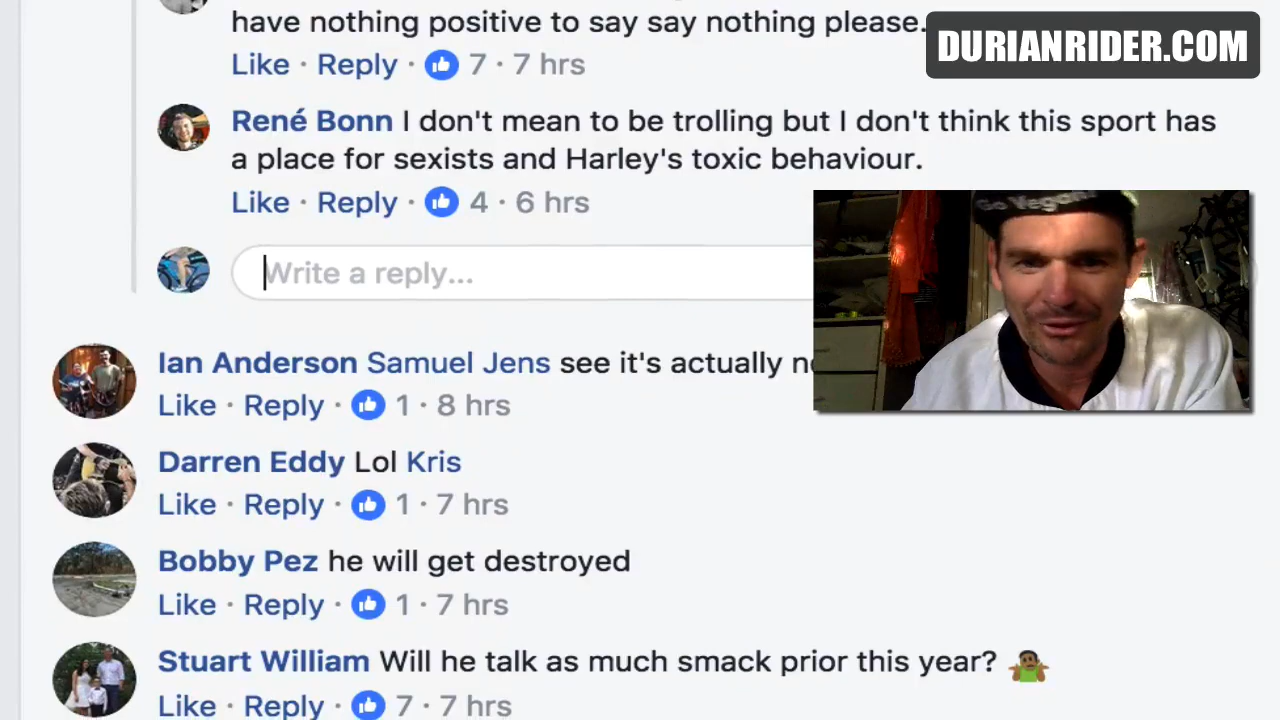 have nothing positive to say say nothing please.
DURIANRIDER.COM
Like · Reply · 7 · 7 hrs
René Bonn I don't mean to be trolling but I don't think this sport has
a place for sexists and Harley's toxic behaviour.
Like · Reply · 4 · 6 hrs
Go Vegan!
Write a reply...
Ian Anderson Samuel Jens see it's actually
Like · Reply · 1 · 8 hrs
Darren Eddy Lol Kris
Like · Reply · 1 · 7 hrs
Bobby Pez he will get destroyed
Like · Reply · 1 · 7 hrs
Stuart William Will he talk as much smack prior this year?
Like · Reply · 7 · 7 hrs